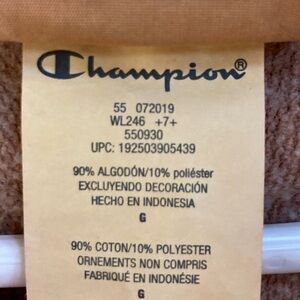 Champion®
55 072019
WL246 +7+
550930
UPC: 192503905439
90% ALGODÓN/10% poliéster
EXCLUYENDO DECORACIÓN
HECHO EN INDONESIA
G
90% COTON/10% POLYESTER
ORNEMENTS NON COMPRIS
FABRIQUÉ EN INDONÉSIE
G